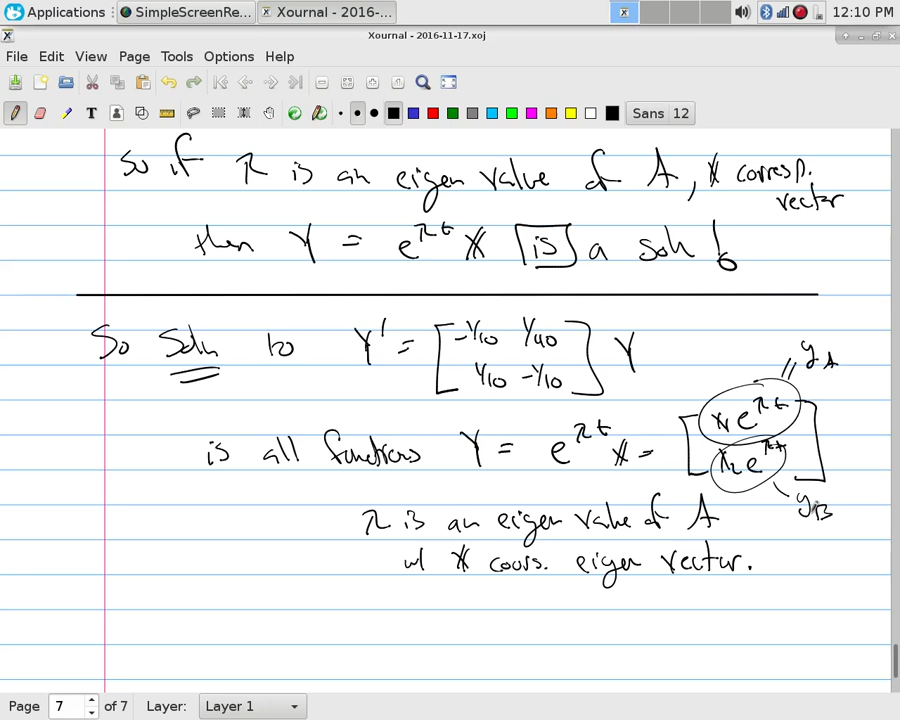 Applications SimpleScreenRe... Xournal - 2016-... 12:10 PM
Xournal - 2016-11-17.xoj
File Edit View Page Tools Options Help
T Sans 12
So if λ is an eigen value of A, X corresp.
vector
then Y = e^λt X is a soln!
So Soln to Y' = [-1/10 1/40
1/10 -1/10] Y
y_A
is all functions Y = e^λt X = [x₁e^λt
x₂e^λt]
y_B
λ is an eigen value of A
w/ X corrs. eigen vector.
Page 7 of 7 Layer: Layer 1